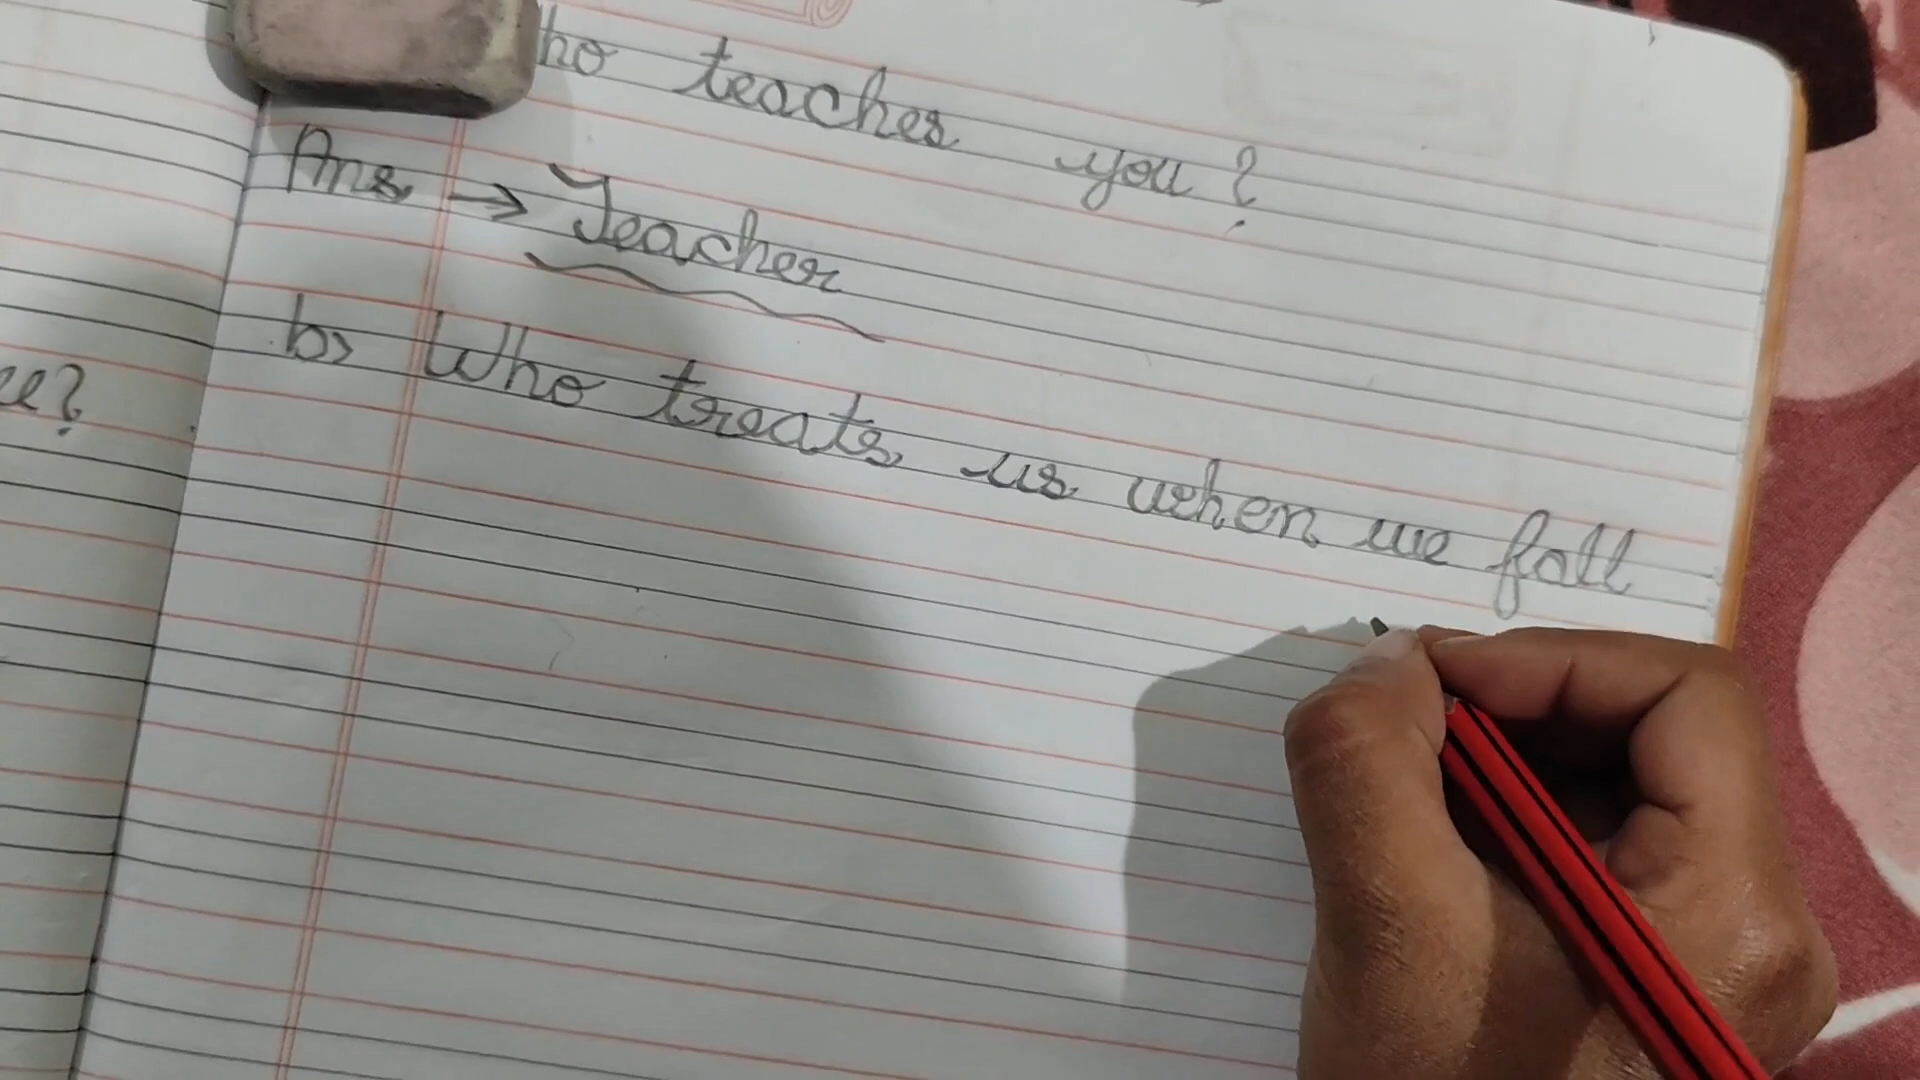 ho teaches you?
Ans → Teacher
b> Who treats us when we fall